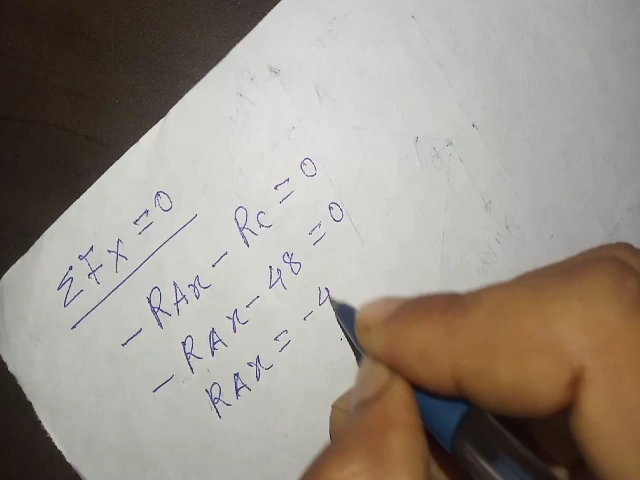 ΣFx = 0
- RAx - Rc = 0
- RAx - 48 = 0
RAx = -4